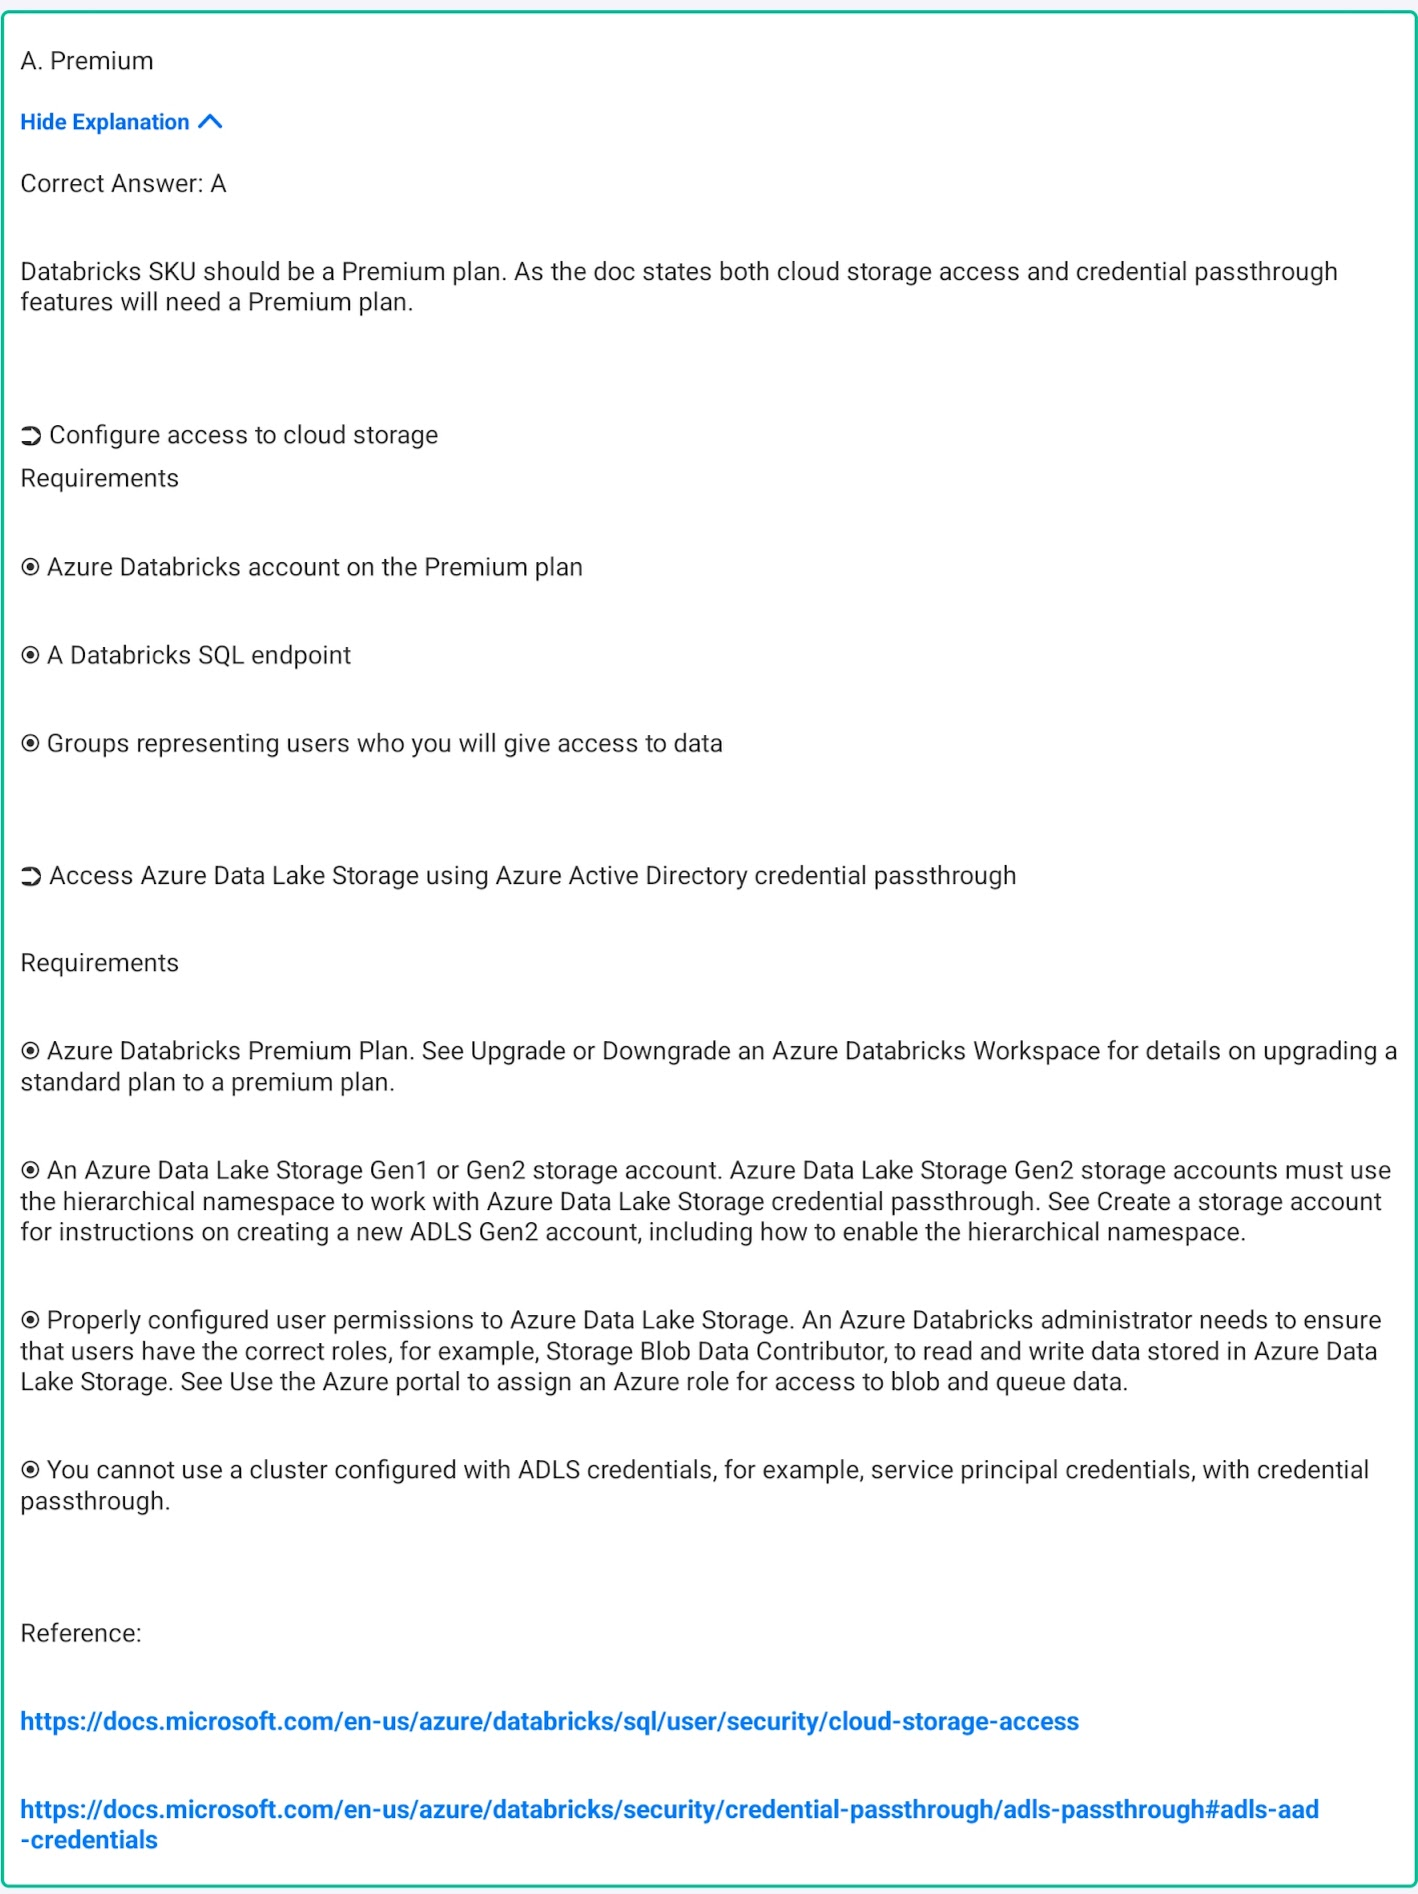 A. Premium
Hide Explanation
Correct Answer: A
Databricks SKU should be a Premium plan. As the doc states both cloud storage access and credential passthrough
features will need a Premium plan.
➲ Configure access to cloud storage
Requirements
⦿ Azure Databricks account on the Premium plan
⦿ A Databricks SQL endpoint
⦿ Groups representing users who you will give access to data
➲ Access Azure Data Lake Storage using Azure Active Directory credential passthrough
Requirements
⦿ Azure Databricks Premium Plan. See Upgrade or Downgrade an Azure Databricks Workspace for details on upgrading a
standard plan to a premium plan.
⦿ An Azure Data Lake Storage Gen1 or Gen2 storage account. Azure Data Lake Storage Gen2 storage accounts must use
the hierarchical namespace to work with Azure Data Lake Storage credential passthrough. See Create a storage account
for instructions on creating a new ADLS Gen2 account, including how to enable the hierarchical namespace.
⦿ Properly configured user permissions to Azure Data Lake Storage. An Azure Databricks administrator needs to ensure
that users have the correct roles, for example, Storage Blob Data Contributor, to read and write data stored in Azure Data
Lake Storage. See Use the Azure portal to assign an Azure role for access to blob and queue data.
⦿ You cannot use a cluster configured with ADLS credentials, for example, service principal credentials, with credential
passthrough.
Reference:
https://docs.microsoft.com/en-us/azure/databricks/sql/user/security/cloud-storage-access
https://docs.microsoft.com/en-us/azure/databricks/security/credential-passthrough/adls-passthrough#adls-aad
-credentials